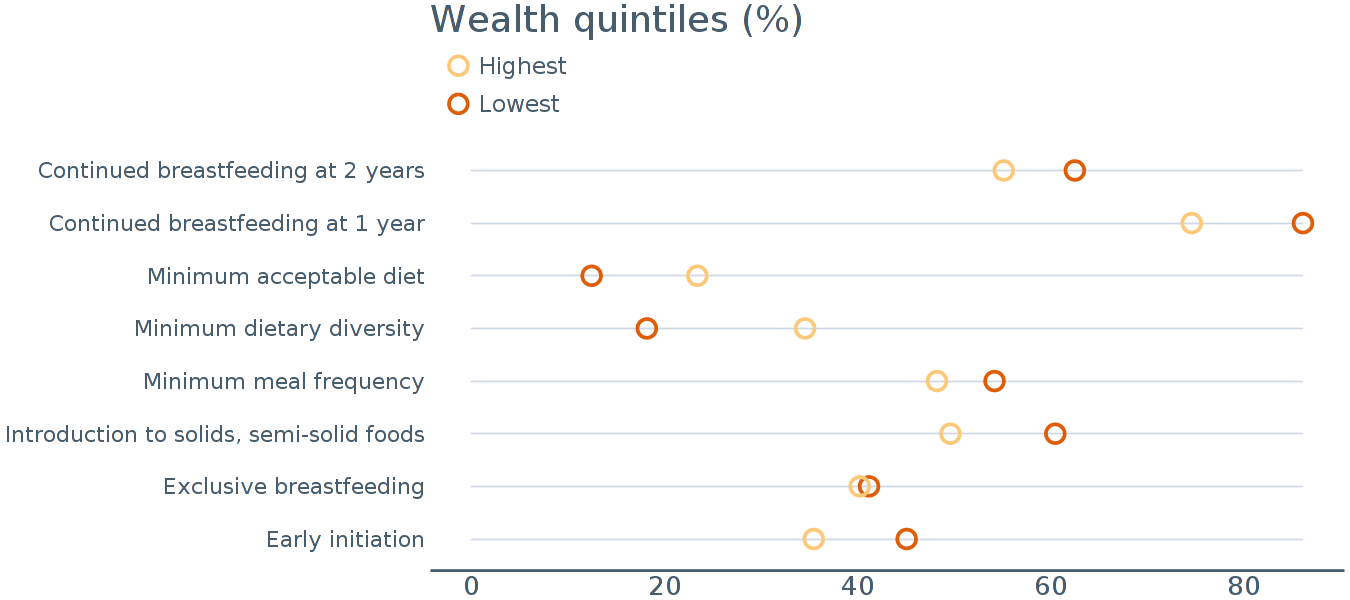 Wealth quintiles (%)
Highest
Lowest
Continued breastfeeding at 2 years
Continued breastfeeding at 1 year
Minimum acceptable diet
Minimum dietary diversity
Minimum meal frequency
Introduction to solids, semi-solid foods
Exclusive breastfeeding
Early initiation
0 20 40 60 80